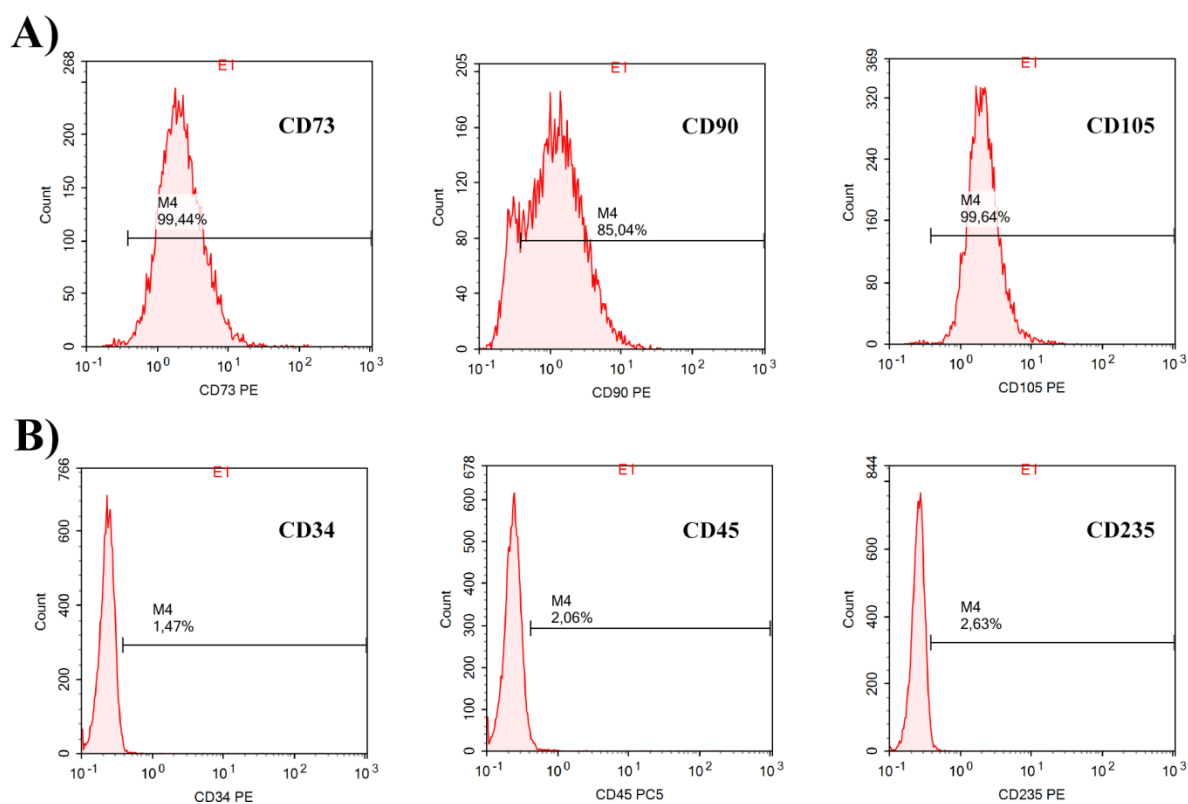 A)
268
200
150
100
50
0
Count
E1
CD73
M4
99,44%
10-1
100
101
102
103
CD73 PE
205
160
120
80
40
0
Count
E1
CD90
M4
85,04%
10-1
100
101
102
103
CD90 PE
369
320
240
160
80
0
Count
E1
CD105
M4
99,64%
10-1
100
101
102
103
CD105 PE
B)
766
600
400
200
0
Count
E1
CD34
M4
1,47%
10-1
100
101
102
103
CD34 PE
678
600
500
400
300
200
100
0
Count
E1
CD45
M4
2,06%
10-1
100
101
102
103
CD45 PC5
844
600
400
200
0
Count
E1
CD235
M4
2,63%
10-1
100
101
102
103
CD235 PE